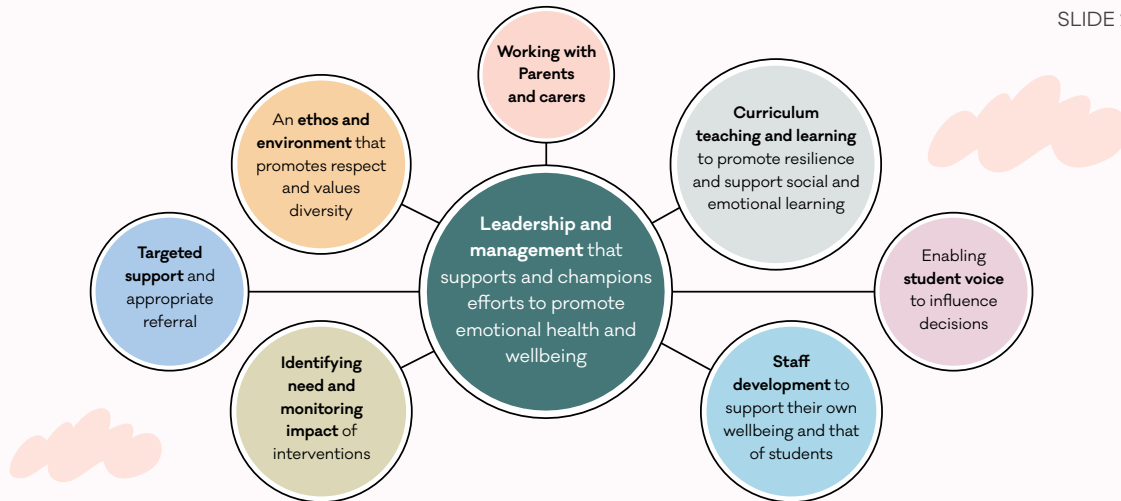 SLIDE
Working with
Parents
and carers
An ethos and
environment that
promotes respect
and values
diversity
Curriculum
teaching and learning
to promote resilience
and support social and
emotional learning
Leadership and
management that
supports and champions
efforts to promote
emotional health and
wellbeing
Targeted
support and
appropriate
referral
Enabling
student voice
to influence
decisions
Identifying
need and
monitoring
impact of
interventions
Staff
development to
support their own
wellbeing and that
of students